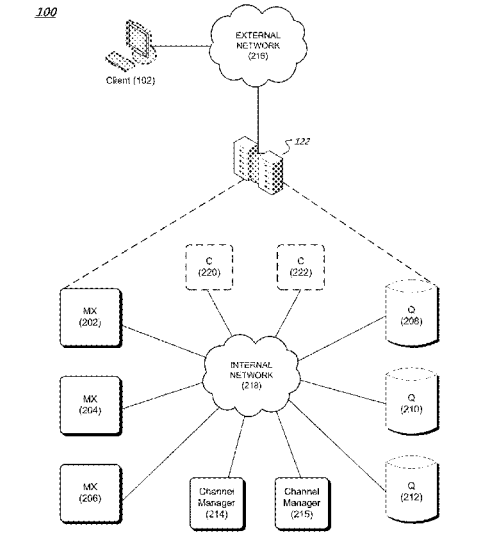 100
EXTERNAL
NETWORK
(216)
Client (102)
122
C
(220)
C
(222)
MX
(202)
Q
(208)
INTERNAL
NETWORK
(218)
MX
(204)
Q
(210)
MX
(206)
Channel
Manager
(214)
Channel
Manager
(215)
Q
(212)